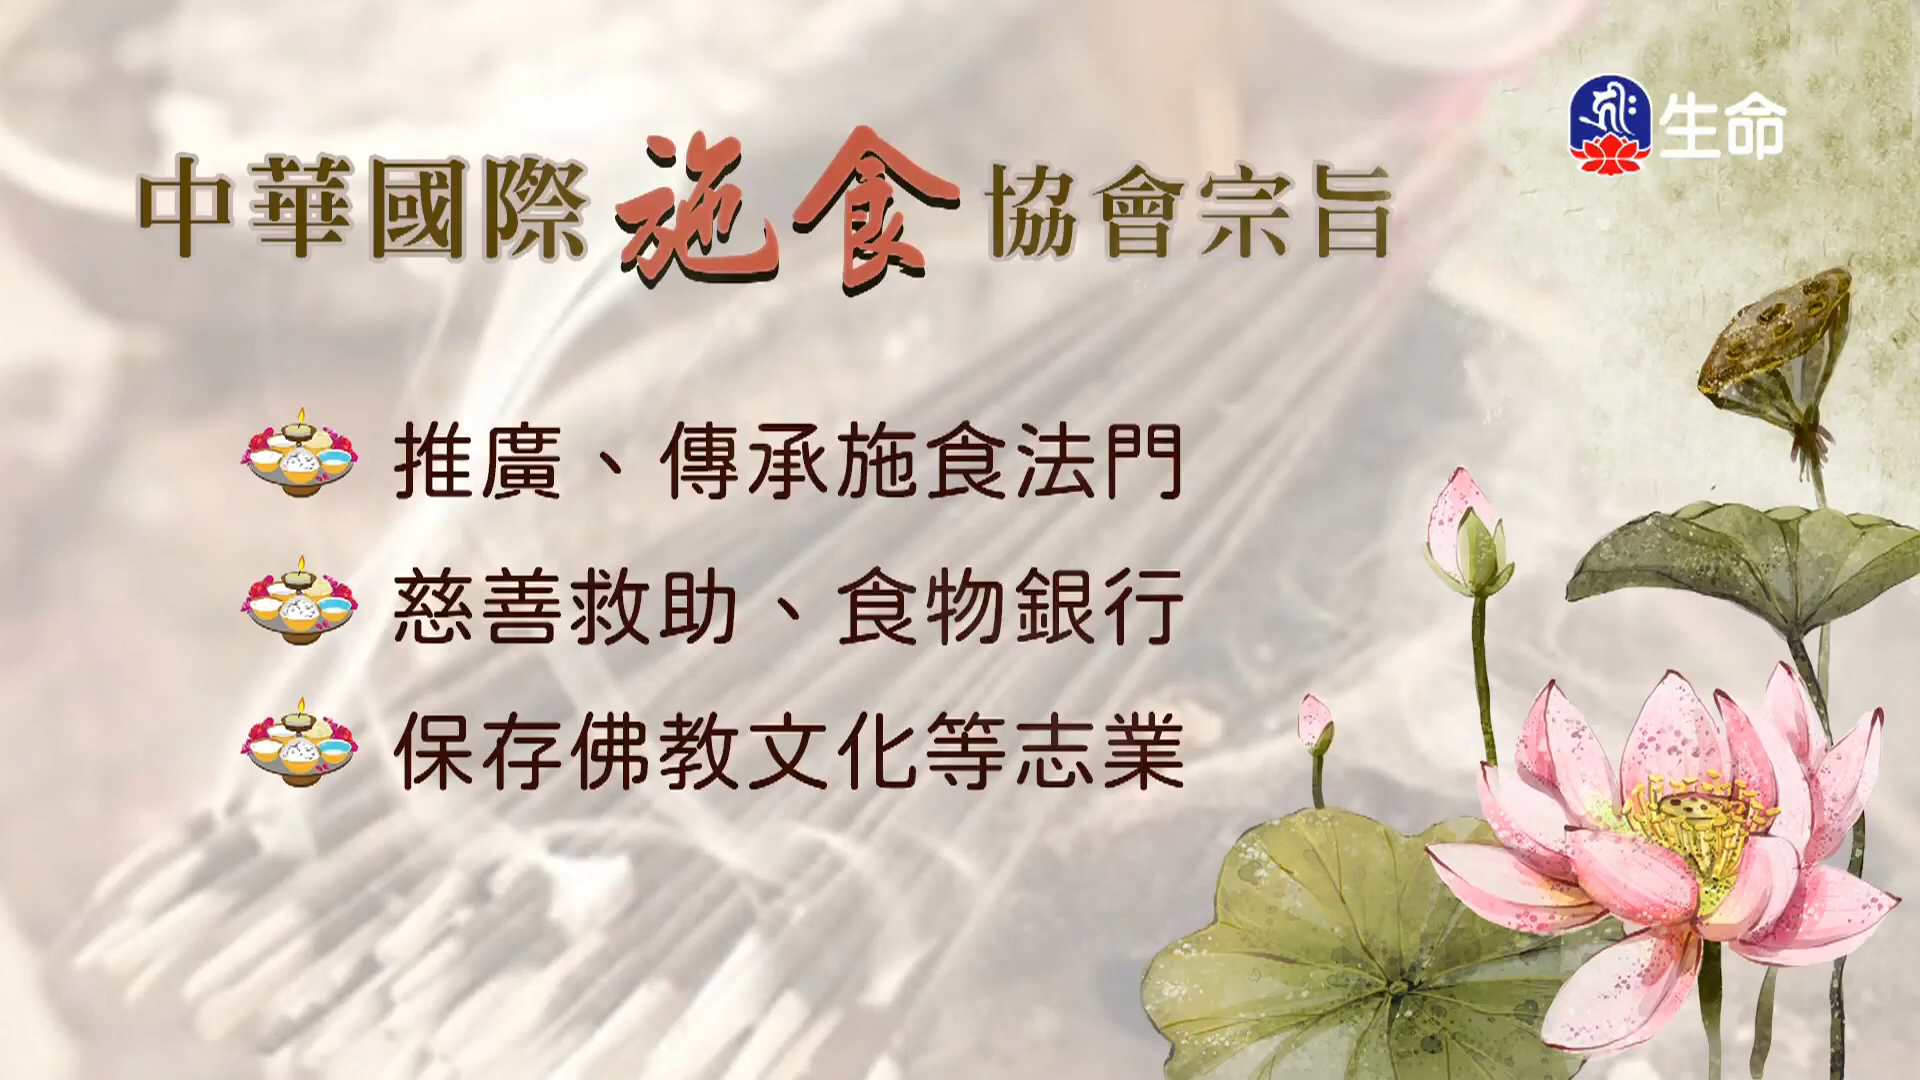 生命
中華國際施食協會宗旨
推廣、傳承施食法門
慈善救助、食物銀行
保存佛教文化等志業